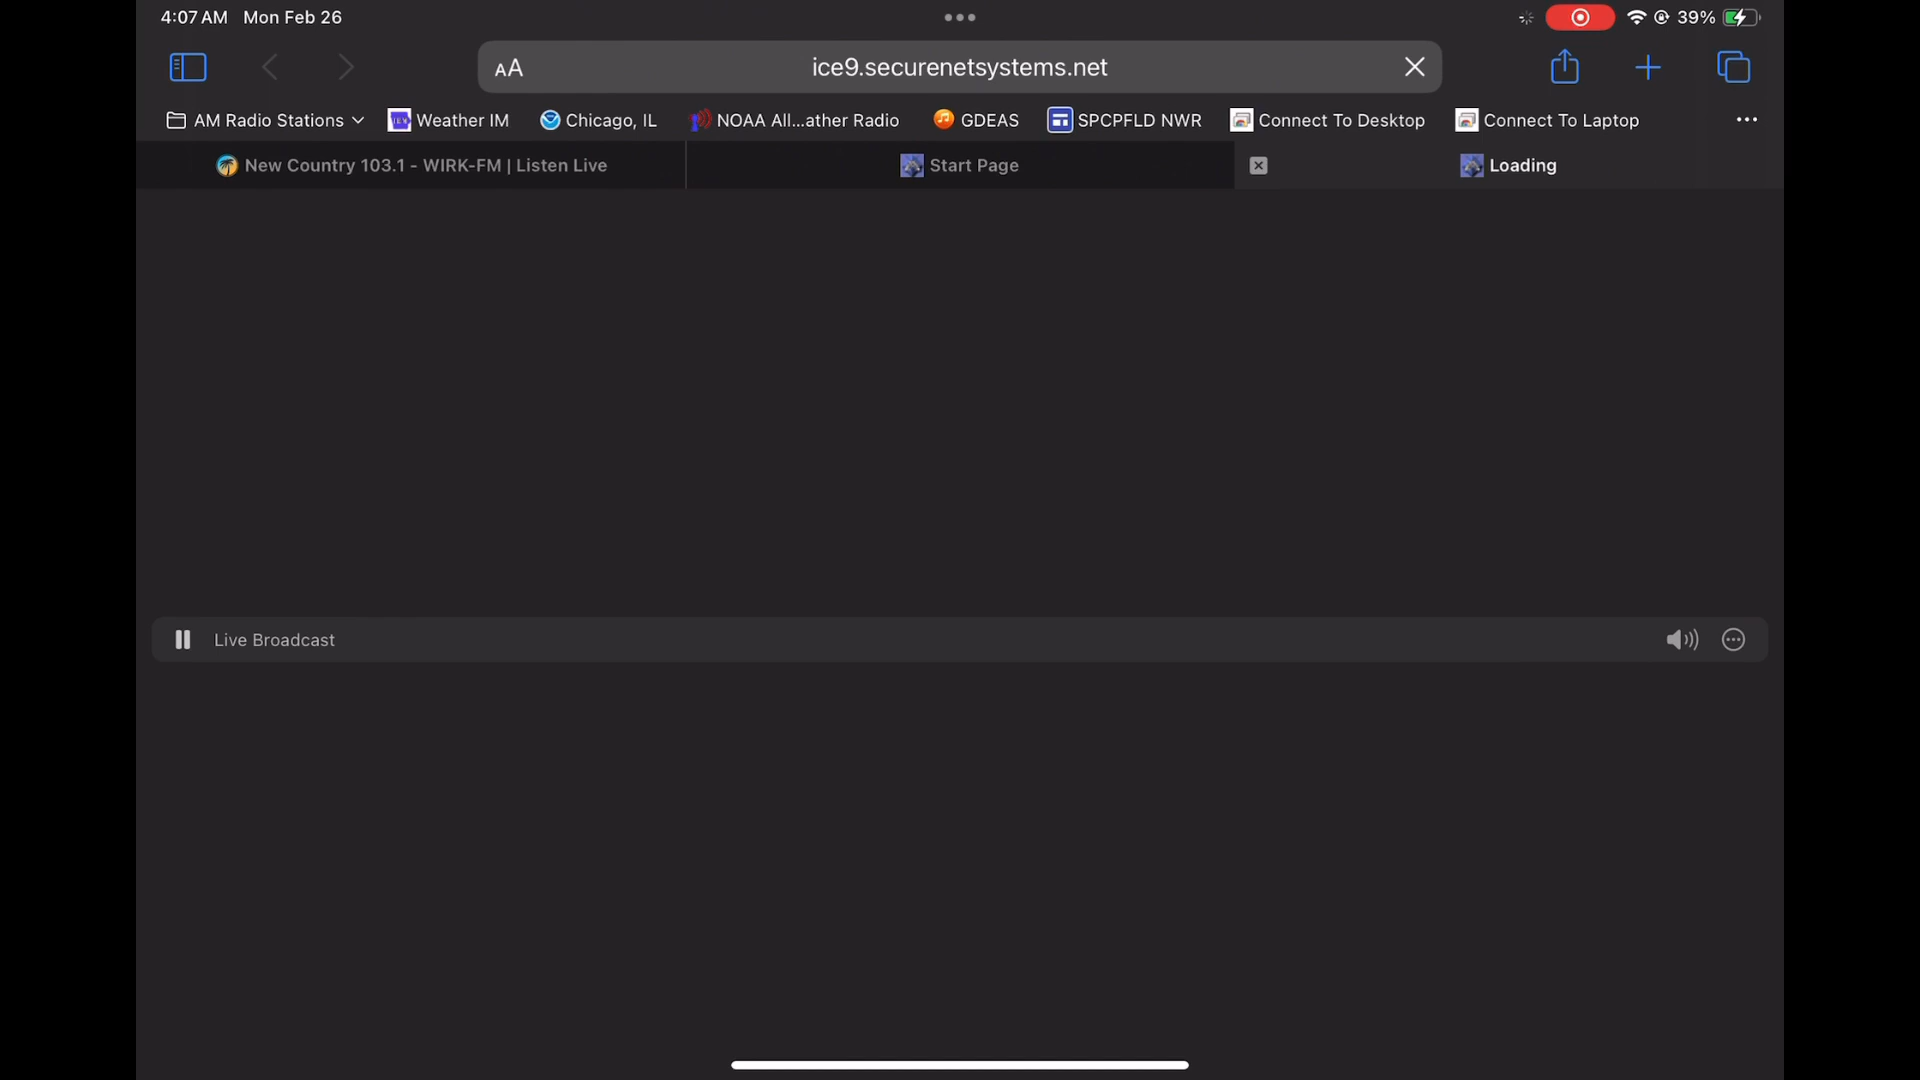 4:07 AM Mon Feb 26
39%
AA ice9.securenetsystems.net
AM Radio Stations Weather IM Chicago, IL NOAA All...ather Radio GDEAS SPCPFLD NWR Connect To Desktop Connect To Laptop
New Country 103.1 - WIRK-FM | Listen Live Start Page Loading
Live Broadcast